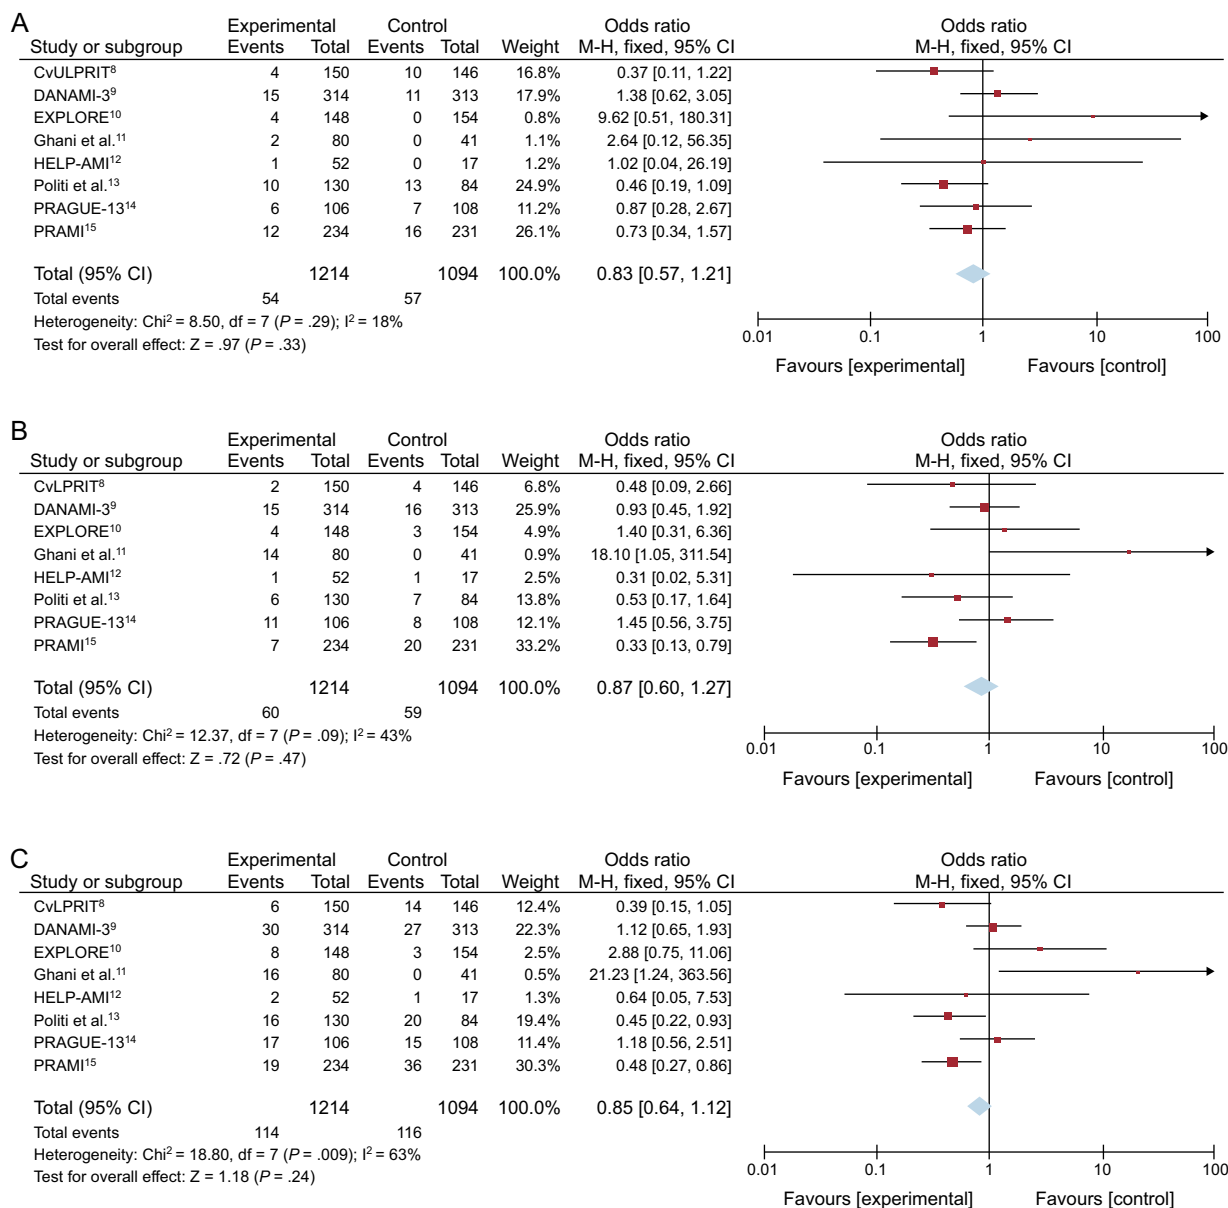 A
Experimental Control Odds ratio Odds ratio
Study or subgroup Events Total Events Total Weight M-H, fixed, 95% CI M-H, fixed, 95% CI
CvULPRIT⁸ 4 150 10 146 16.8% 0.37 [0.11, 1.22]
DANAMI-3⁹ 15 314 11 313 17.9% 1.38 [0.62, 3.05]
EXPLORE¹⁰ 4 148 0 154 0.8% 9.62 [0.51, 180.31]
Ghani et al.¹¹ 2 80 0 41 1.1% 2.64 [0.12, 56.35]
HELP-AMI¹² 1 52 0 17 1.2% 1.02 [0.04, 26.19]
Politi et al.¹³ 10 130 13 84 24.9% 0.46 [0.19, 1.09]
PRAGUE-13¹⁴ 6 106 7 108 11.2% 0.87 [0.28, 2.67]
PRAMI¹⁵ 12 234 16 231 26.1% 0.73 [0.34, 1.57]
Total (95% CI) 1214 1094 100.0% 0.83 [0.57, 1.21]
Total events 54 57
Heterogeneity: Chi² = 8.50, df = 7 (P = .29); I² = 18%
Test for overall effect: Z = .97 (P = .33)
0.01 0.1 1 10 100
Favours [experimental] Favours [control]
B
Experimental Control Odds ratio Odds ratio
Study or subgroup Events Total Events Total Weight M-H, fixed, 95% CI M-H, fixed, 95% CI
CvLPRIT⁸ 2 150 4 146 6.8% 0.48 [0.09, 2.66]
DANAMI-3⁹ 15 314 16 313 25.9% 0.93 [0.45, 1.92]
EXPLORE¹⁰ 4 148 3 154 4.9% 1.40 [0.31, 6.36]
Ghani et al.¹¹ 14 80 0 41 0.9% 18.10 [1.05, 311.54]
HELP-AMI¹² 1 52 1 17 2.5% 0.31 [0.02, 5.31]
Politi et al.¹³ 6 130 7 84 13.8% 0.53 [0.17, 1.64]
PRAGUE-13¹⁴ 11 106 8 108 12.1% 1.45 [0.56, 3.75]
PRAMI¹⁵ 7 234 20 231 33.2% 0.33 [0.13, 0.79]
Total (95% CI) 1214 1094 100.0% 0.87 [0.60, 1.27]
Total events 60 59
Heterogeneity: Chi² = 12.37, df = 7 (P = .09); I² = 43%
Test for overall effect: Z = .72 (P = .47)
0.01 0.1 1 10 100
Favours [experimental] Favours [control]
C
Experimental Control Odds ratio Odds ratio
Study or subgroup Events Total Events Total Weight M-H, fixed, 95% CI M-H, fixed, 95% CI
CvLPRIT⁸ 6 150 14 146 12.4% 0.39 [0.15, 1.05]
DANAMI-3⁹ 30 314 27 313 22.3% 1.12 [0.65, 1.93]
EXPLORE¹⁰ 8 148 3 154 2.5% 2.88 [0.75, 11.06]
Ghani et al.¹¹ 16 80 0 41 0.5% 21.23 [1.24, 363.56]
HELP-AMI¹² 2 52 1 17 1.3% 0.64 [0.05, 7.53]
Politi et al.¹³ 16 130 20 84 19.4% 0.45 [0.22, 0.93]
PRAGUE-13¹⁴ 17 106 15 108 11.4% 1.18 [0.56, 2.51]
PRAMI¹⁵ 19 234 36 231 30.3% 0.48 [0.27, 0.86]
Total (95% CI) 1214 1094 100.0% 0.85 [0.64, 1.12]
Total events 114 116
Heterogeneity: Chi² = 18.80, df = 7 (P = .009); I² = 63%
Test for overall effect: Z = 1.18 (P = .24)
0.01 0.1 1 10 100
Favours [experimental] Favours [control]